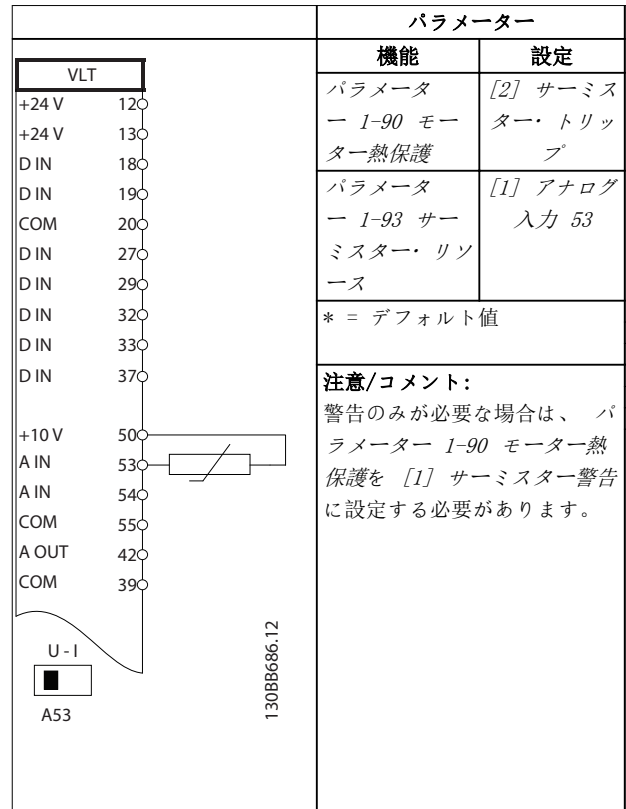 パラメーター
機能 設定
パラメータ
ー 1-90 モー
ター熱保護
[2] サーミス
ター・ トリッ
プ
パラメータ
ー 1-93 サー
ミスター・ リソ
ース
[1] アナログ
入力 53
* = デフォルト値
注意/コメント:
警告のみが必要な場合は、 パ
ラメーター 1-90 モーター熱
保護を [1] サーミスター警告
に設定する必要があります。
VLT
+24 V 12
+24 V 13
D IN 18
D IN 19
COM 20
D IN 27
D IN 29
D IN 32
D IN 33
D IN 37
+10 V 50
A IN 53
A IN 54
COM 55
A OUT 42
COM 39
U - I
A53
130BB686.12